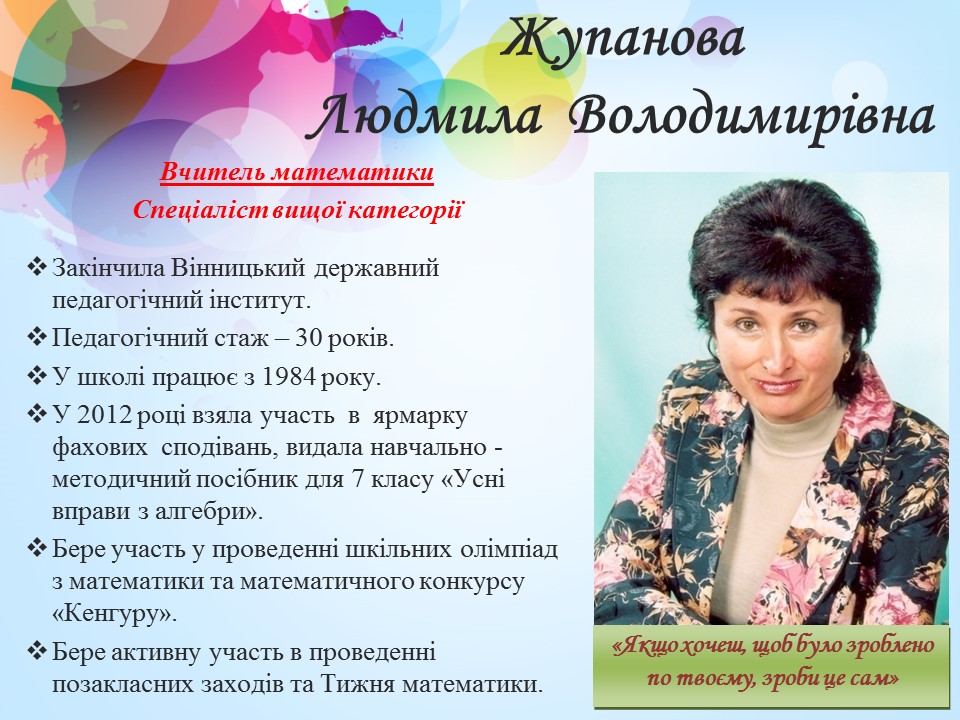 Жупанова
Людмила Володимирівна
Вчитель математики
Спеціаліст вищої категорії
❖ Закінчила Вінницький державний
педагогічний інститут.
❖ Педагогічний стаж – 30 років.
❖ У школі працює з 1984 року.
❖ У 2012 році взяла участь в ярмарку
фахових сподівань, видала навчально -
методичний посібник для 7 класу «Усні
вправи з алгебри».
❖ Бере участь у проведенні шкільних олімпіад
з математики та математичного конкурсу
«Кенгуру».
❖ Бере активну участь в проведенні
позакласних заходів та Тижня математики.
«Якщо хочеш, щоб було зроблено
по твоєму, зроби це сам»